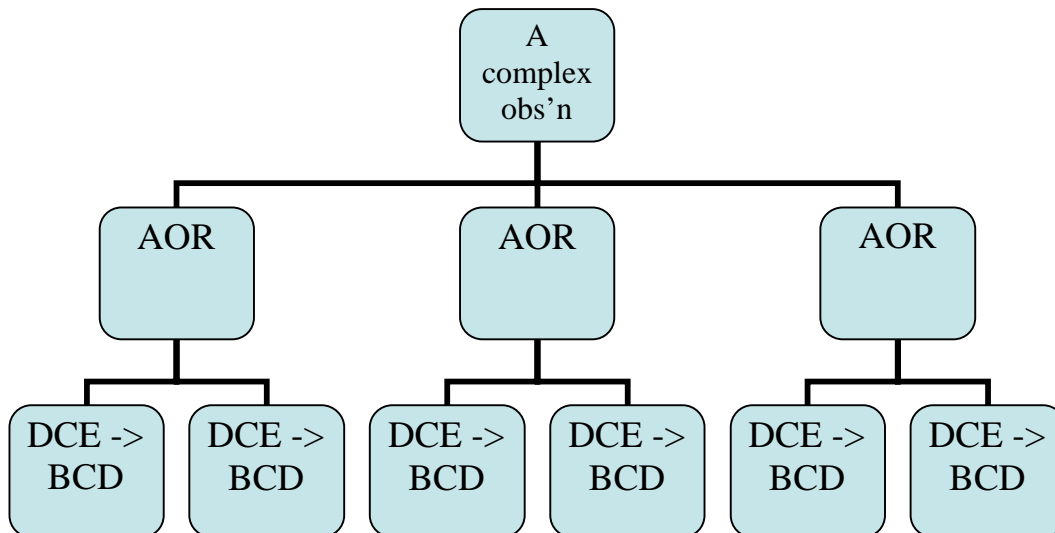 A
complex
obs’n
AOR
AOR
AOR
DCE ->
BCD
DCE ->
BCD
DCE ->
BCD
DCE ->
BCD
DCE ->
BCD
DCE ->
BCD